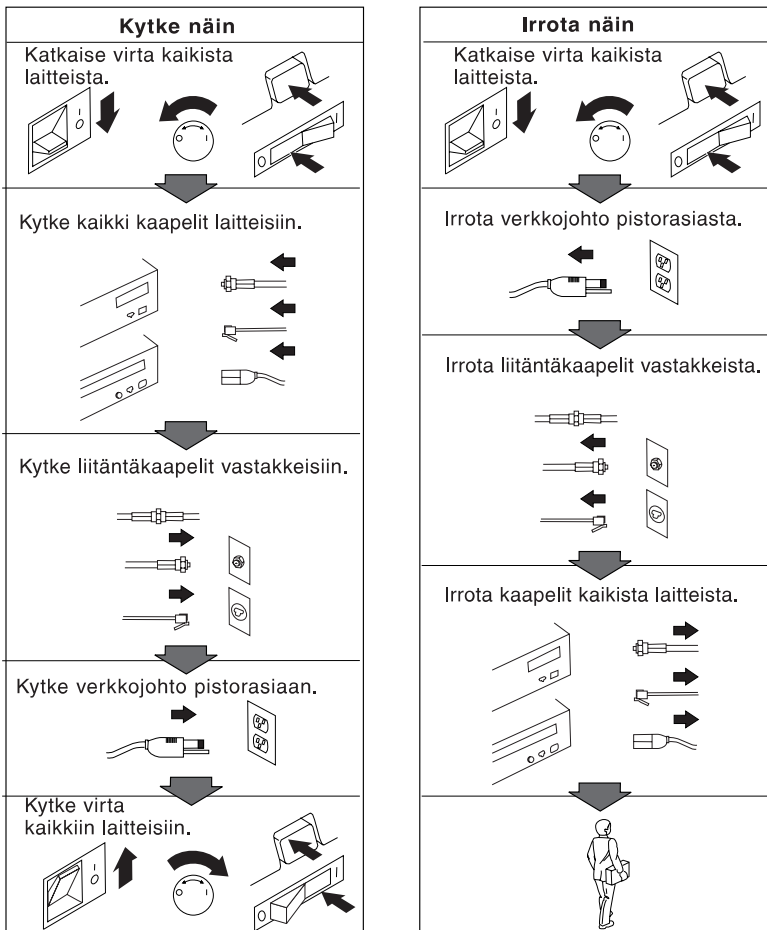 Kytke näin
Katkaise virta kaikista
laitteista.
Kytke kaikki kaapelit laitteisiin.
Kytke liitäntäkaapelit vastakkeisiin.
Kytke verkkojohto pistorasiaan.
Kytke virta
kaikkiin laitteisiin.
Irrota näin
Katkaise virta kaikista
laitteista.
Irrota verkkojohto pistorasiasta.
Irrota liitäntäkaapelit vastakkeista.
Irrota kaapelit kaikista laitteista.